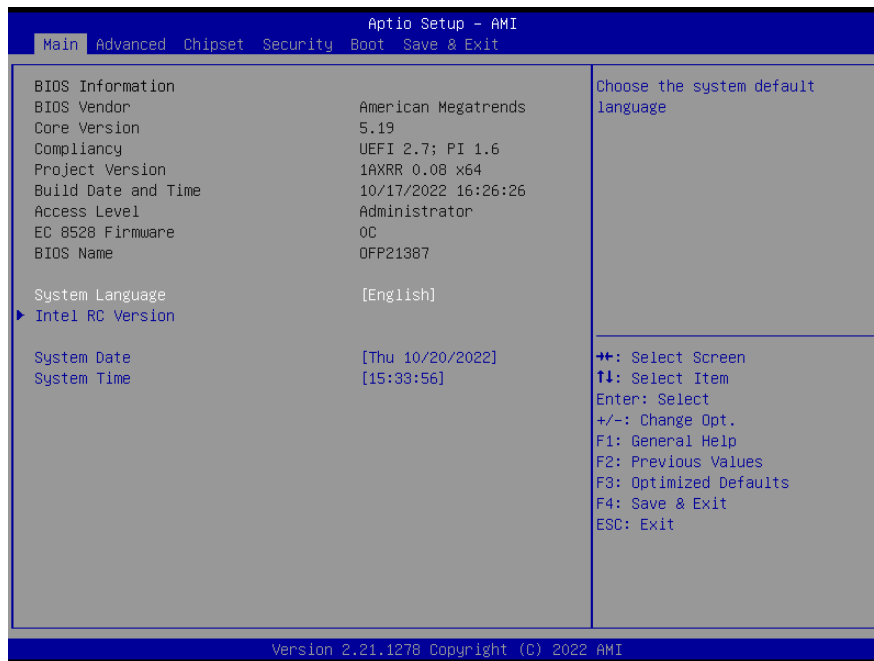 Aptio Setup – AMI
Main Advanced Chipset Security Boot Save & Exit
BIOS Information
BIOS Vendor American Megatrends
Core Version 5.19
Compliancy UEFI 2.7; PI 1.6
Project Version 1AXRR 0.08 x64
Build Date and Time 10/17/2022 16:26:26
Access Level Administrator
EC 8528 Firmware 0C
BIOS Name OFP21387
System Language [English]
Intel RC Version
System Date [Thu 10/20/2022]
System Time [15:33:56]
Choose the system default
language
→←: Select Screen
↑↓: Select Item
Enter: Select
+/-: Change Opt.
F1: General Help
F2: Previous Values
F3: Optimized Defaults
F4: Save & Exit
ESC: Exit
Version 2.21.1278 Copyright (C) 2022 AMI